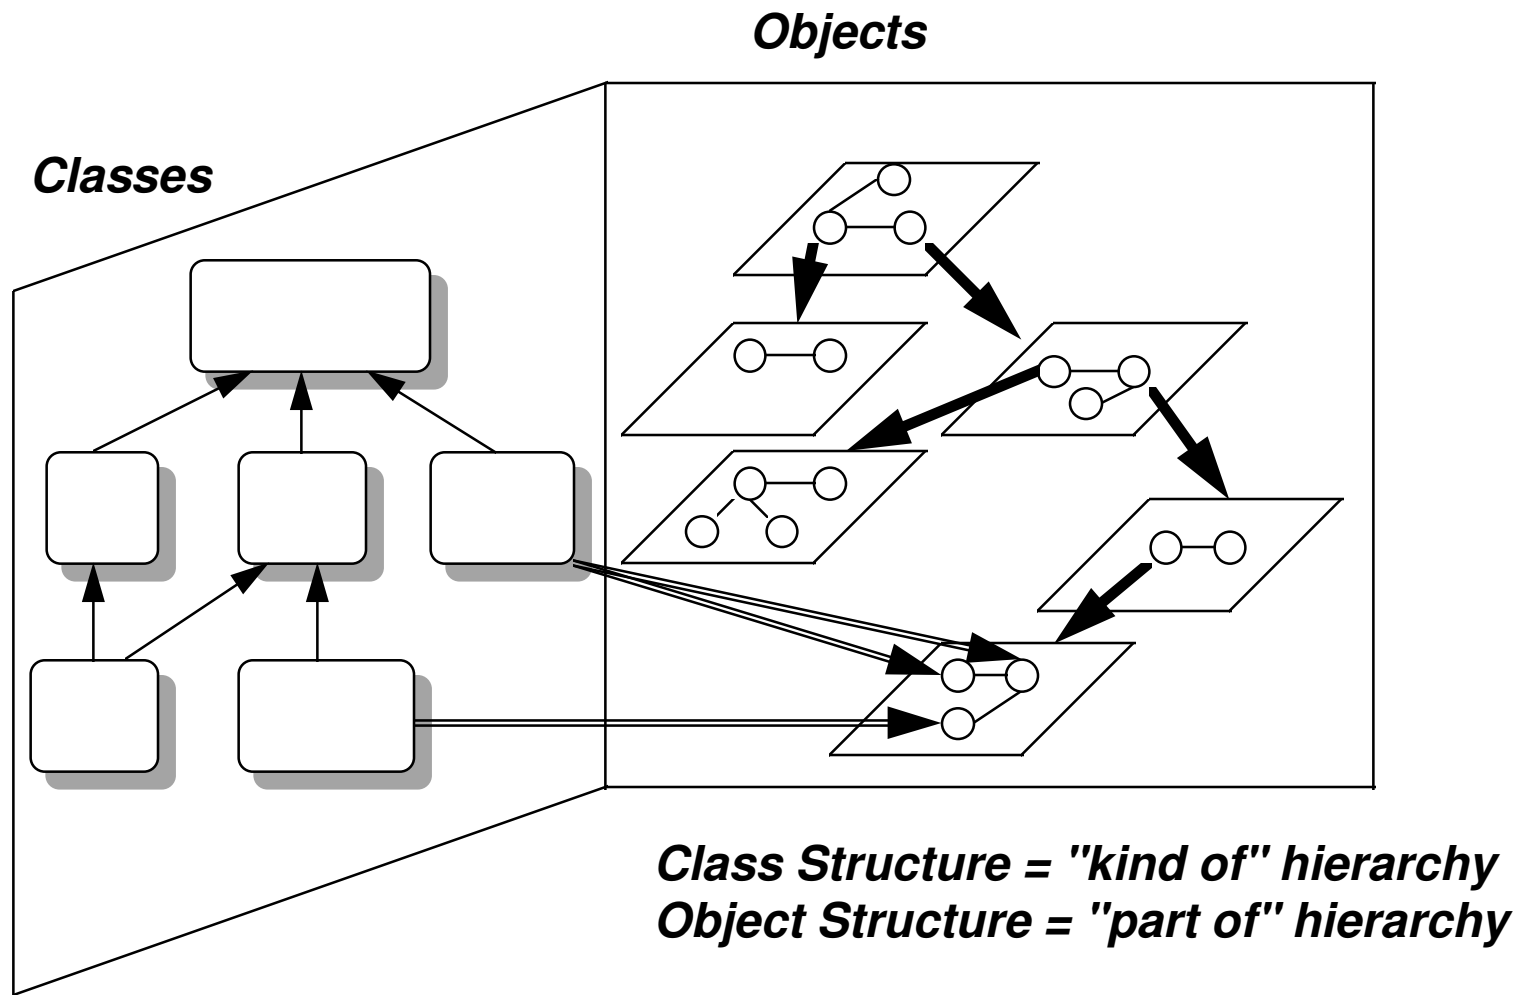 Objects
Classes
Class Structure = "kind of" hierarchy
Object Structure = "part of" hierarchy